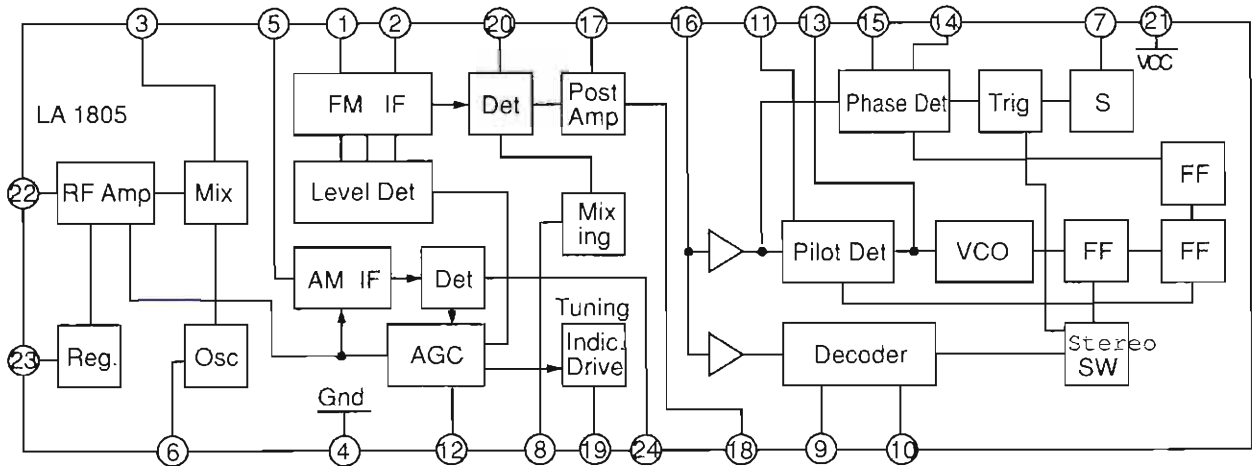 3 5 1 2 20 17 16 11 13 15 14 7 21
VCC
LA 1805
FM IF
Det
Post
Amp
Phase Det
Trig
S
22
RF Amp
Mix
Level Det
Mix
ing
FF
Pilot Det
VCO
FF
FF
AM IF
Det
Tuning
Indic.
Drive
23
Reg.
Osc
AGC
Decoder
Stereo
SW
Gnd
6 4 12 8 19 24 18 9 10